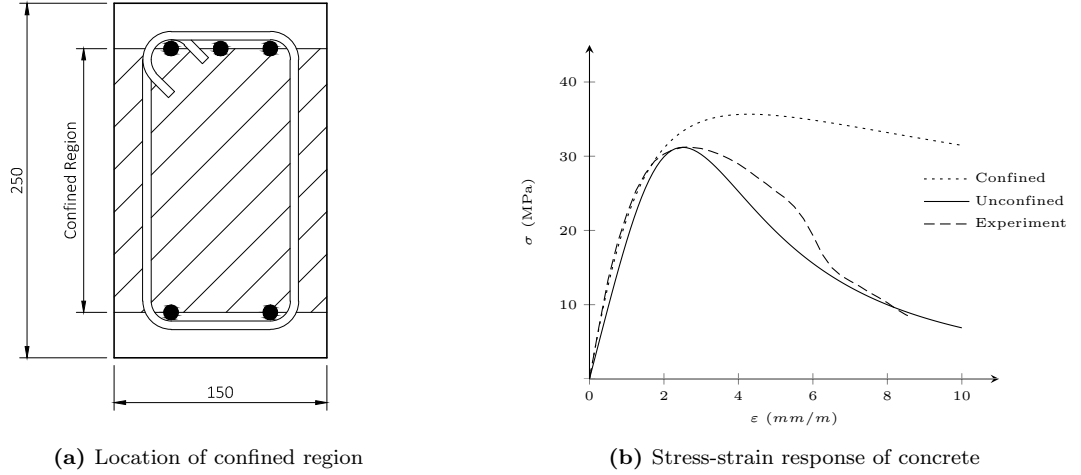 250
Confined Region
150
(a) Location of confined region
σ (MPa)
40
30
20
10
0
2
4
6
8
10
ε (mm/m)
Confined
Unconfined
Experiment
(b) Stress-strain response of concrete